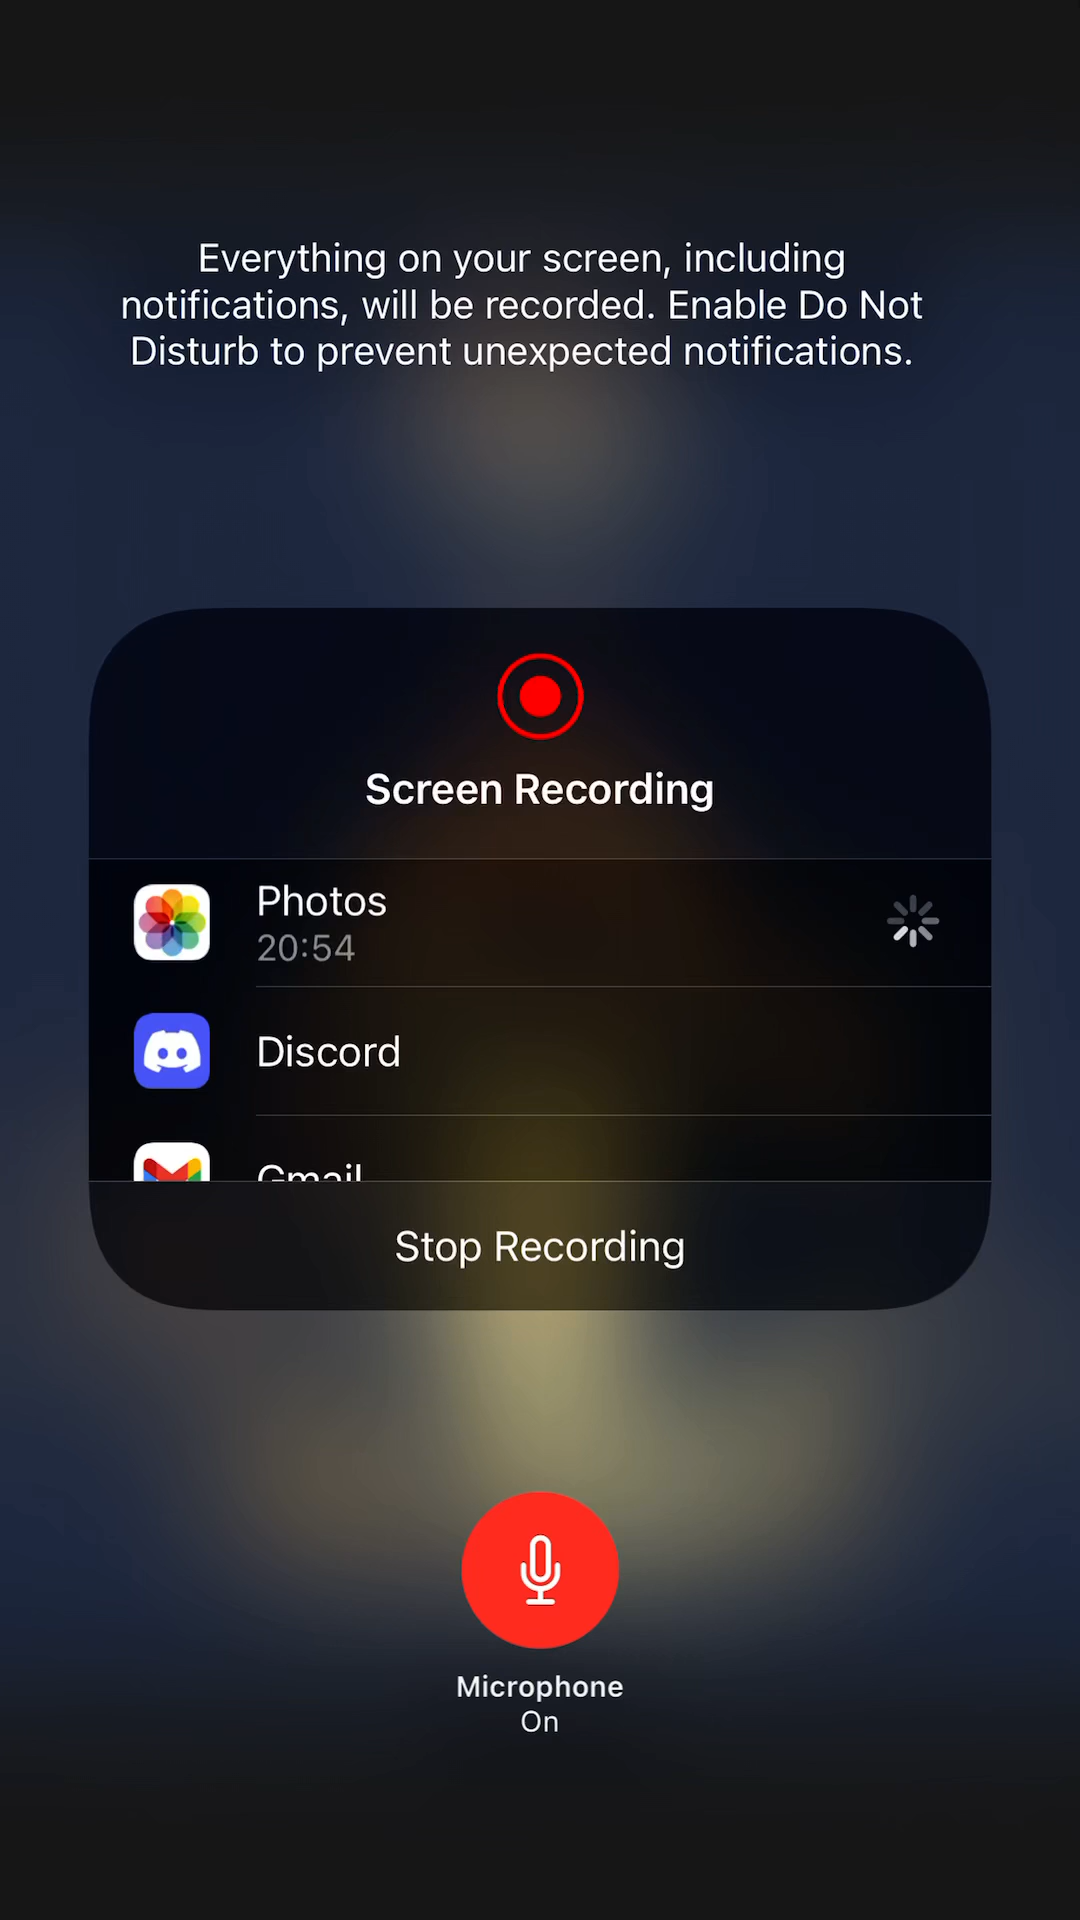 Everything on your screen, including
notifications, will be recorded. Enable Do Not
Disturb to prevent unexpected notifications.
Screen Recording
Photos
20:54
Discord
Gmail
Stop Recording
Microphone
On